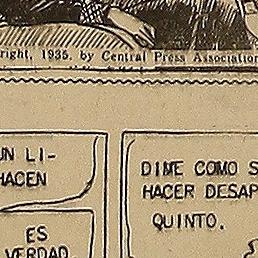 right, 1935, by Central Press Association
UN LI-
HACEN
ES
VERDAD
DIME COMO S
HACER DESAP
QUINTO.